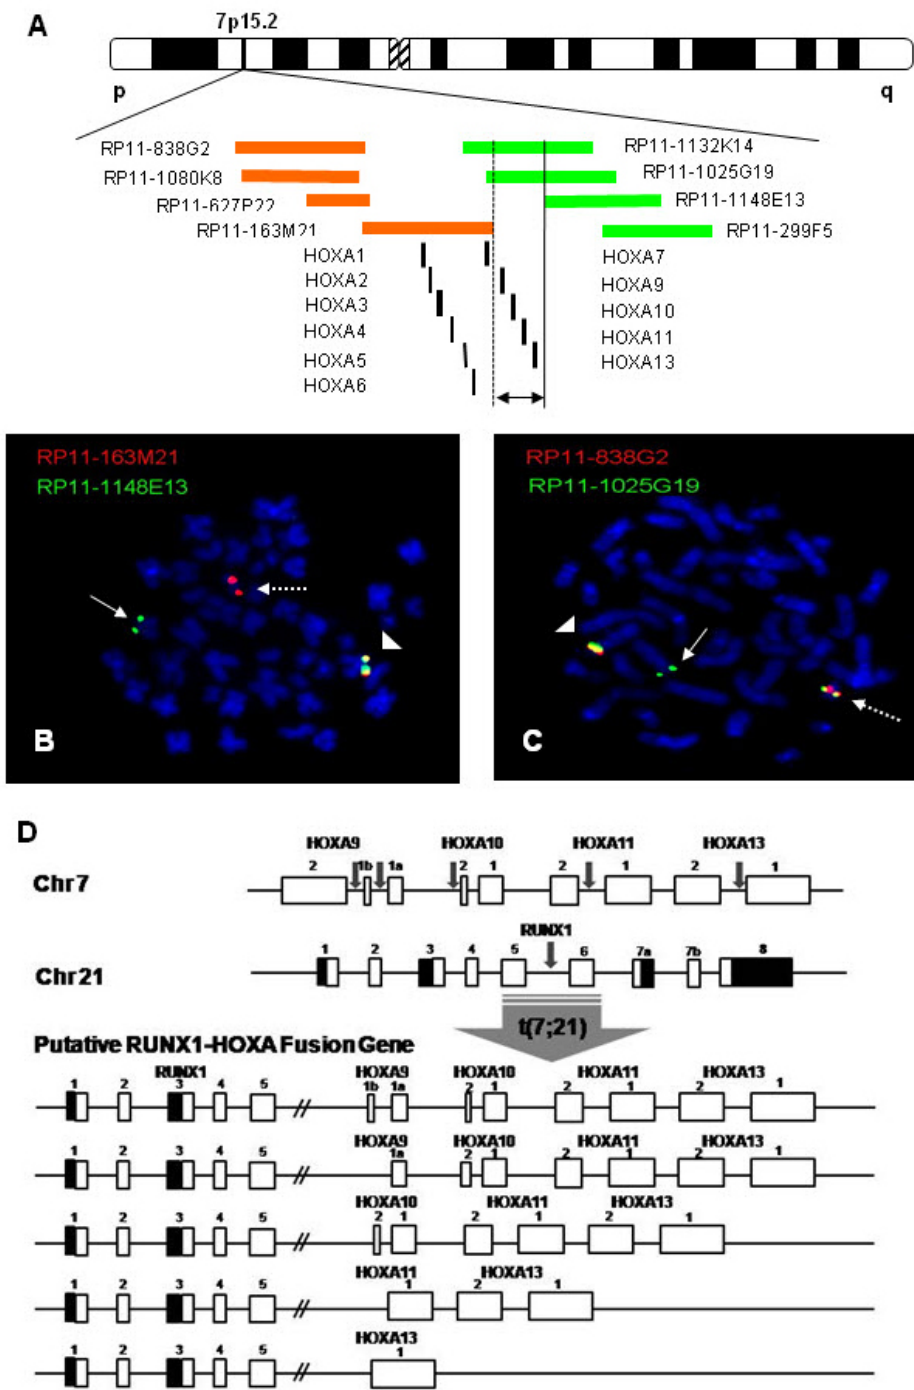 A
7p15.2
p q
RP11-838G2 RP11-1132K14
RP11-1080K8 RP11-1025G19
RP11-627P22 RP11-1148E13
RP11-163M21 RP11-299F5
HOXA1 HOXA7
HOXA2 HOXA9
HOXA3 HOXA10
HOXA4 HOXA11
HOXA5 HOXA13
HOXA6
RP11-163M21
RP11-1148E13
B
RP11-838G2
RP11-1025G19
C
D
HOXA9 HOXA10 HOXA11 HOXA13
2 1b 1a 2 1 2 1 2 1
Chr7
RUNX1
1 2 3 4 5 6 7a 7b 8
Chr21
t(7;21)
Putative RUNX1-HOXA Fusion Gene
RUNX1 HOXA9 HOXA10 HOXA11 HOXA13
1 2 3 4 5 // 1b 1a 2 1 2 1 2 1
HOXA9 HOXA10 HOXA11 HOXA13
1 2 3 4 5 // 1a 2 1 2 1 2 1
HOXA10 HOXA11 HOXA13
1 2 3 4 5 // 2 1 2 1 2 1
HOXA11 HOXA13
1 2 3 4 5 // 1 2 1
HOXA13
1 2 3 4 5 // 1